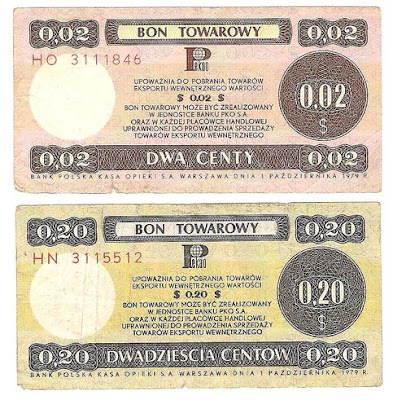 0,02 BON TOWAROWY 0,02
HO 3111846
PeKaO
UPOWAŻNIA DO POBRANIA TOWARÓW
EKSPORTU WEWNĘTRZNEGO WARTOŚCI
$ 0.02 $
BON TOWAROWY MOŻE BYĆ ZREALIZOWANY
W JEDNOSTCE BANKU PKO S.A.
ORAZ W KAŻDEJ PLACÓWCE HANDLOWEJ
UPRAWNIONEJ DO PROWADZENIA SPRZEDAŻY
TOWARÓW EKSPORTU WEWNĘTRZNEGO
0.02
$
0,02 DWA CENTY 0,02
BANK POLSKA KASA OPIEKI S.A. WARSZAWA DNIA 1 PAŹDZIERNIKA 1979 R.
0,20 BON TOWAROWY 0,20
HN 3115512
PeKaO
UPOWAŻNIA DO POBRANIA TOWARÓW
EKSPORTU WEWNĘTRZNEGO WARTOŚCI
$ 0.20 $
BON TOWAROWY MOŻE BYĆ ZREALIZOWANY
W JEDNOSTCE BANKU PKO S.A.
ORAZ W KAŻDEJ PLACÓWCE HANDLOWEJ
UPRAWNIONEJ DO PROWADZENIA SPRZEDAŻY
TOWARÓW EKSPORTU WEWNĘTRZNEGO
0.20
$
0,20 DWADZIEŚCIA CENTÓW 0,20
BANK POLSKA KASA OPIEKI S.A. WARSZAWA DNIA 1 PAŹDZIERNIKA 1979 R.